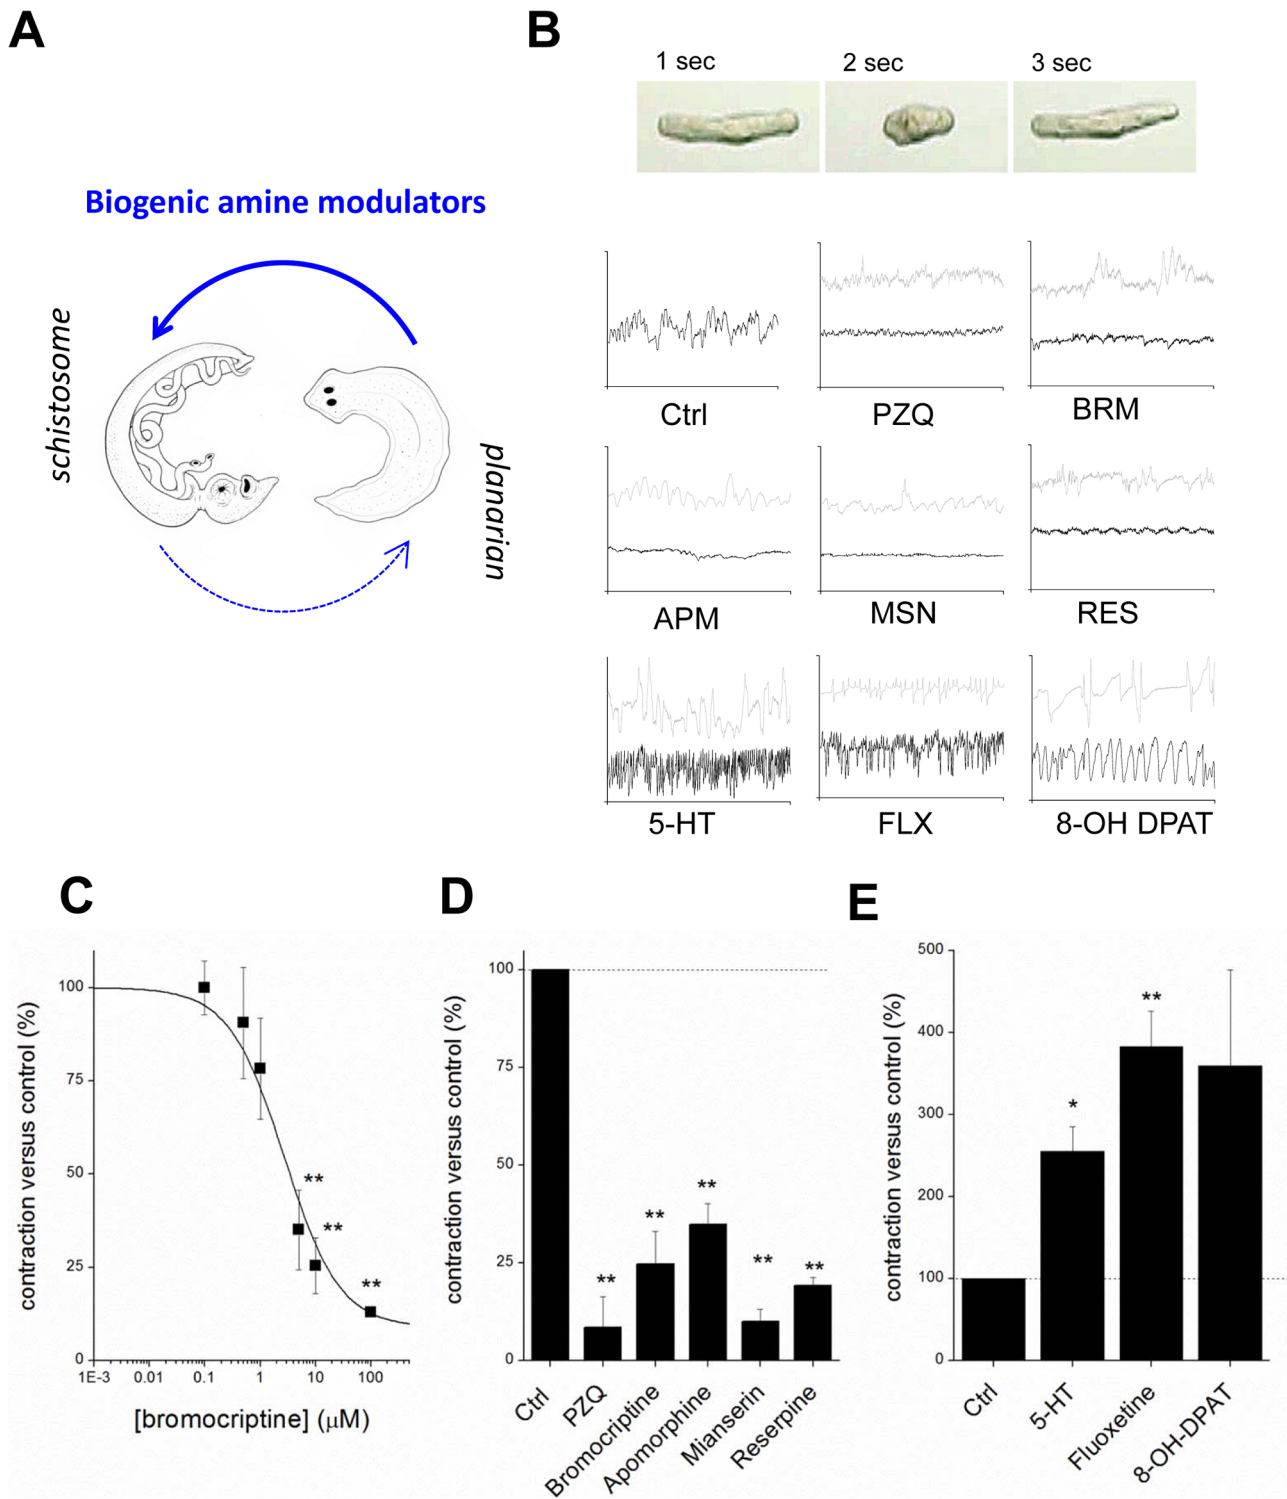 A
Biogenic amine modulators
schistosome
planarian
B
1 sec
2 sec
3 sec
Ctrl
PZQ
BRM
APM
MSN
RES
5-HT
FLX
8-OH DPAT
C
contraction versus control (%)
100
75
50
25
0
**
**
**
1E-3
0.01
0.1
1
10
100
[bromocriptine] (μM)
D
contraction versus control (%)
100
75
50
25
0
**
**
**
**
**
Ctrl
PZQ
Bromocriptine
Apomorphine
Mianserin
Reserpine
E
contraction versus control (%)
500
400
300
200
100
0
*
**
Ctrl
5-HT
Fluoxetine
8-OH-DPAT